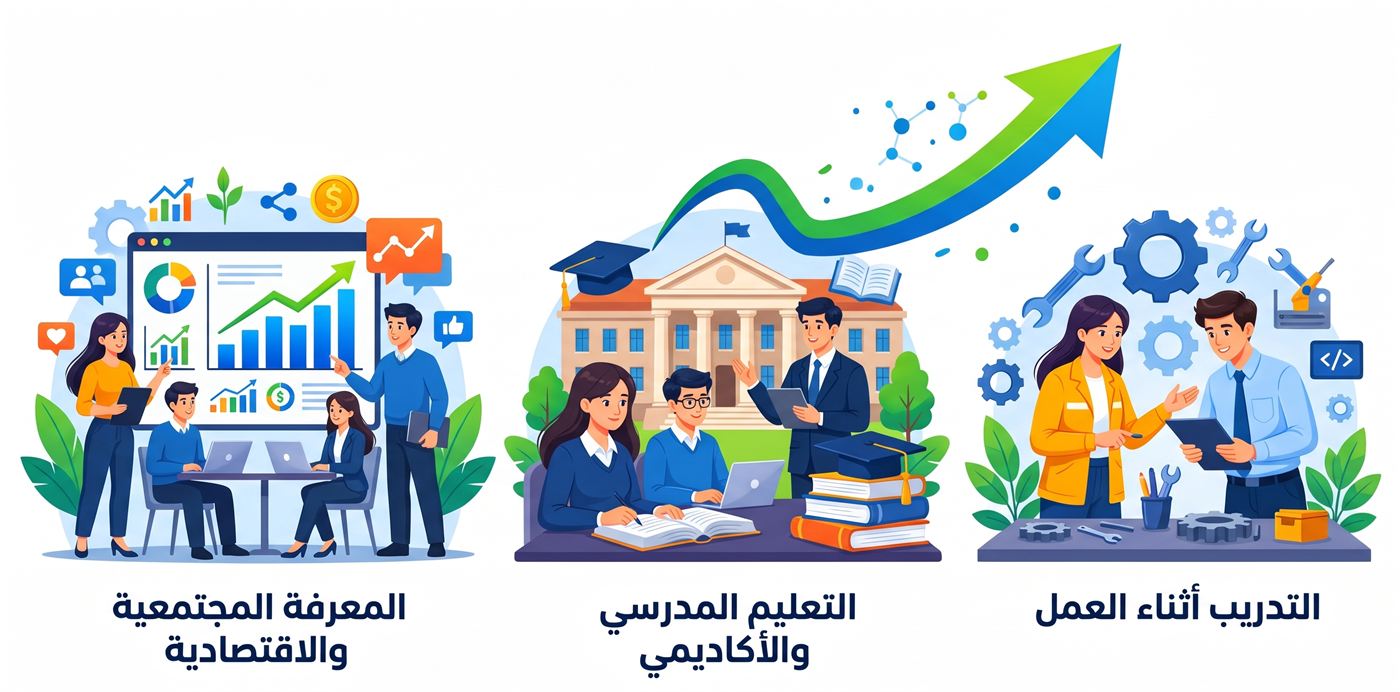 التدريب أثناء العمل
التعليم المدرسي
والأكاديمي
المعرفة المجتمعية
والاقتصادية
$
$
</>